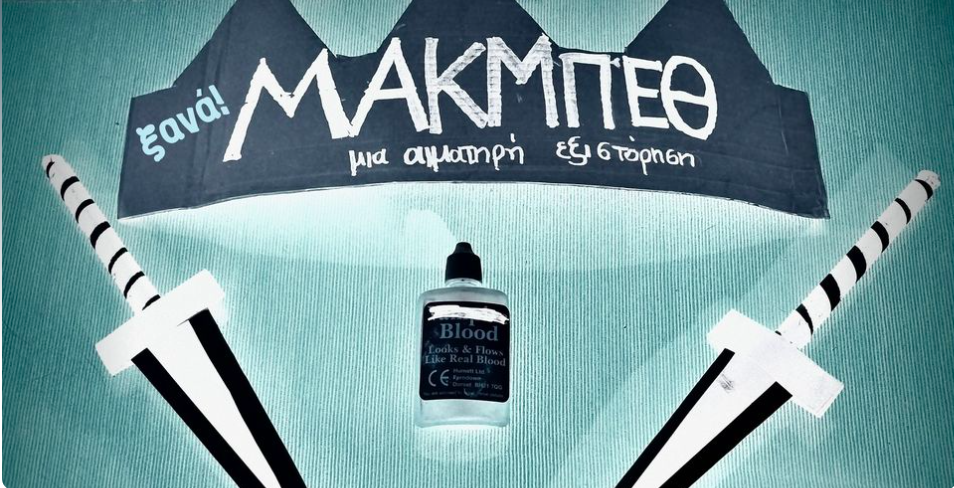 ξανά!
ΜΑΚΜΠΕΘ
μια αιματηρή εξιστόρηση
Blood
Looks & Flows
Like Real Blood
CE